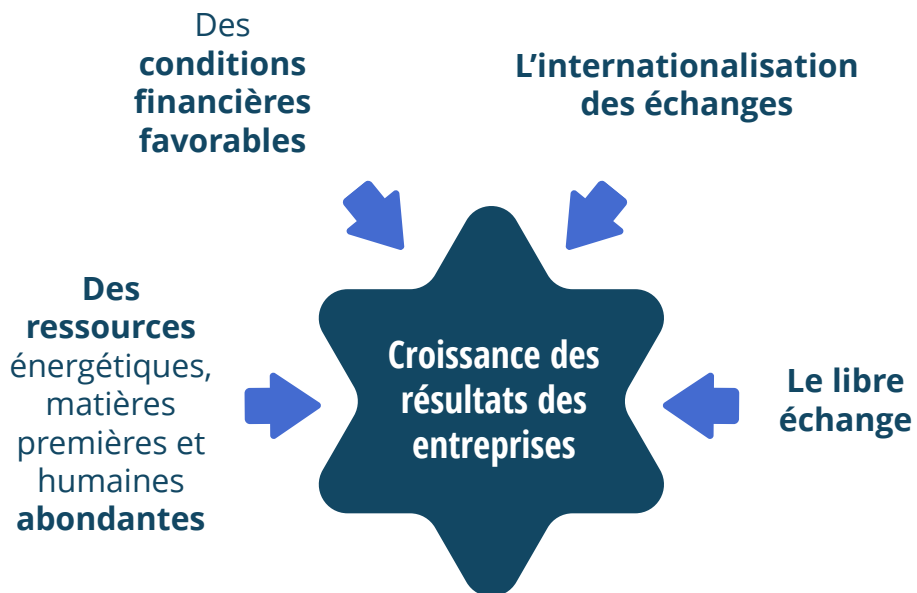 Des
conditions
financières
favorables
L’internationalisation
des échanges
Des
ressources
énergétiques,
matières
premières et
humaines
abondantes
Croissance des
résultats des
entreprises
Le libre
échange